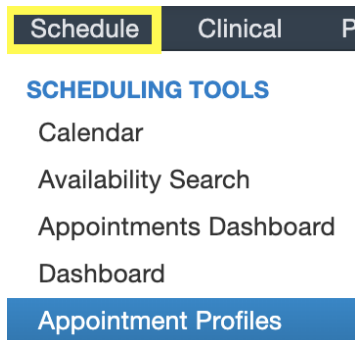 Schedule Clinical P
SCHEDULING TOOLS
Calendar
Availability Search
Appointments Dashboard
Dashboard
Appointment Profiles